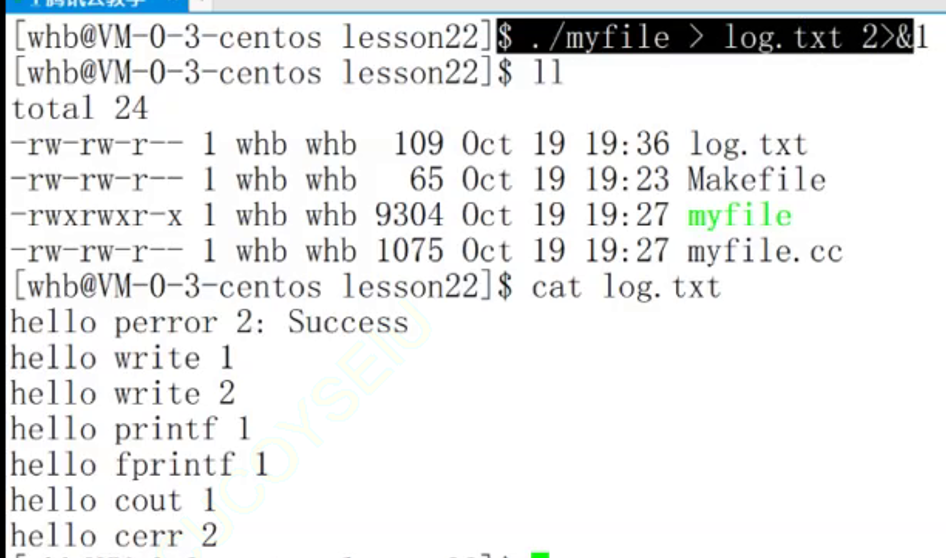 [whb@VM-0-3-centos lesson22]$ ./myfile > log.txt 2>&1
[whb@VM-0-3-centos lesson22]$ ll
total 24
-rw-rw-r-- 1 whb whb  109 Oct 19 19:36 log.txt
-rw-rw-r-- 1 whb whb   65 Oct 19 19:23 Makefile
-rwxrwxr-x 1 whb whb 9304 Oct 19 19:27 myfile
-rw-rw-r-- 1 whb whb 1075 Oct 19 19:27 myfile.cc
[whb@VM-0-3-centos lesson22]$ cat log.txt
hello perror 2: Success
hello write 1
hello write 2
hello printf 1
hello fprintf 1
hello cout 1
hello cerr 2